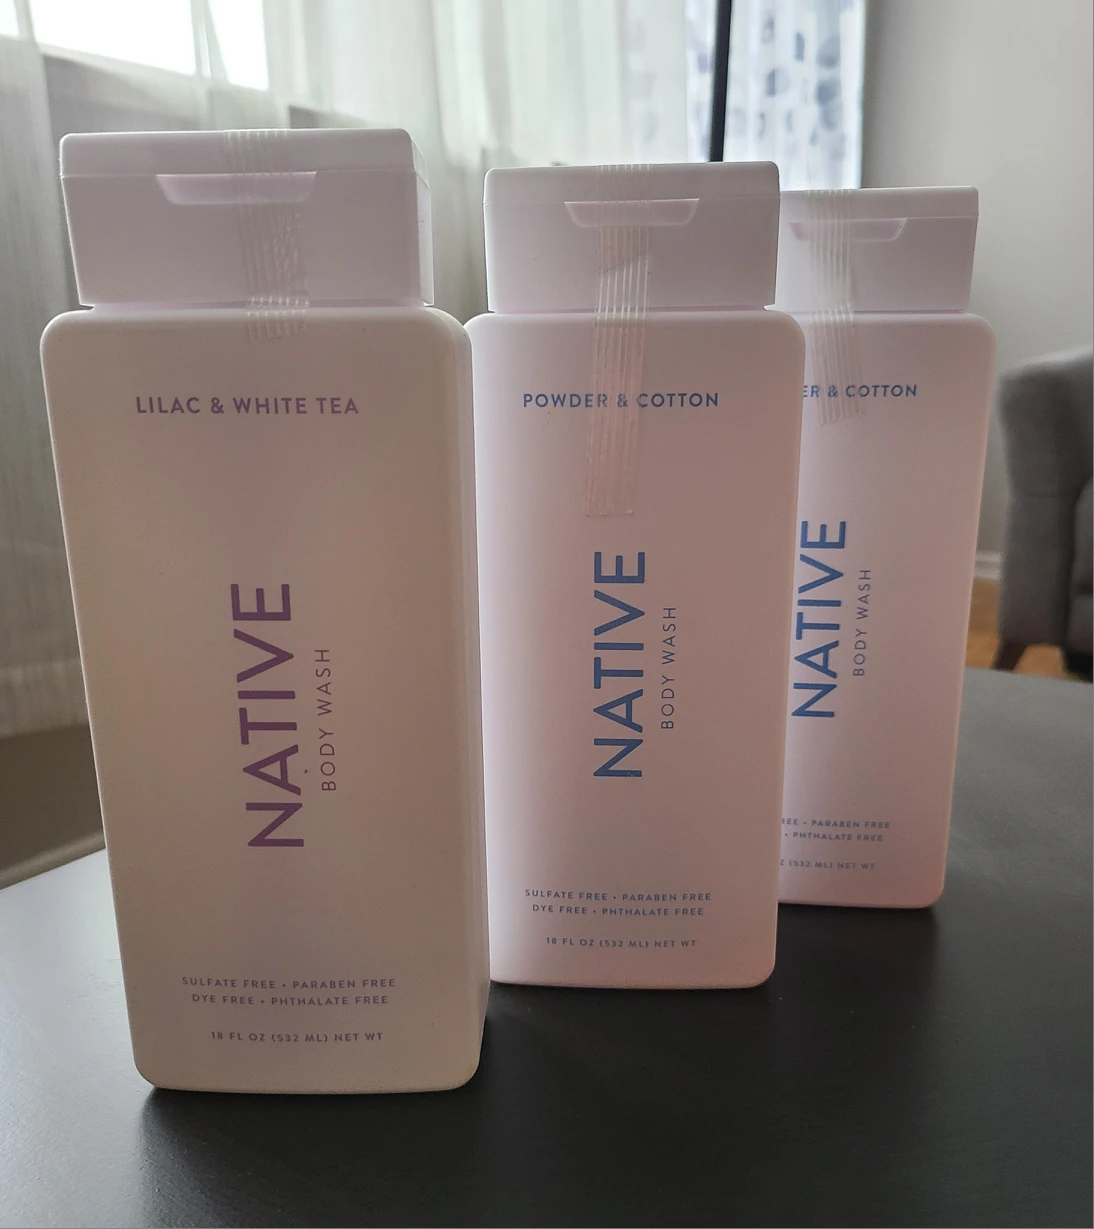 LILAC & WHITE TEA
NATIVE
BODY WASH
SULFATE FREE • PARABEN FREE
DYE FREE • PHTHALATE FREE
18 FL OZ (532 ML) NET WT
POWDER & COTTON
NATIVE
BODY WASH
SULFATE FREE • PARABEN FREE
DYE FREE • PHTHALATE FREE
18 FL OZ (532 ML) NET WT
ER & COTTON
NATIVE
BODY WASH
REE • PARABEN FREE
• PHTHALATE FREE
Z (532 ML) NET WT